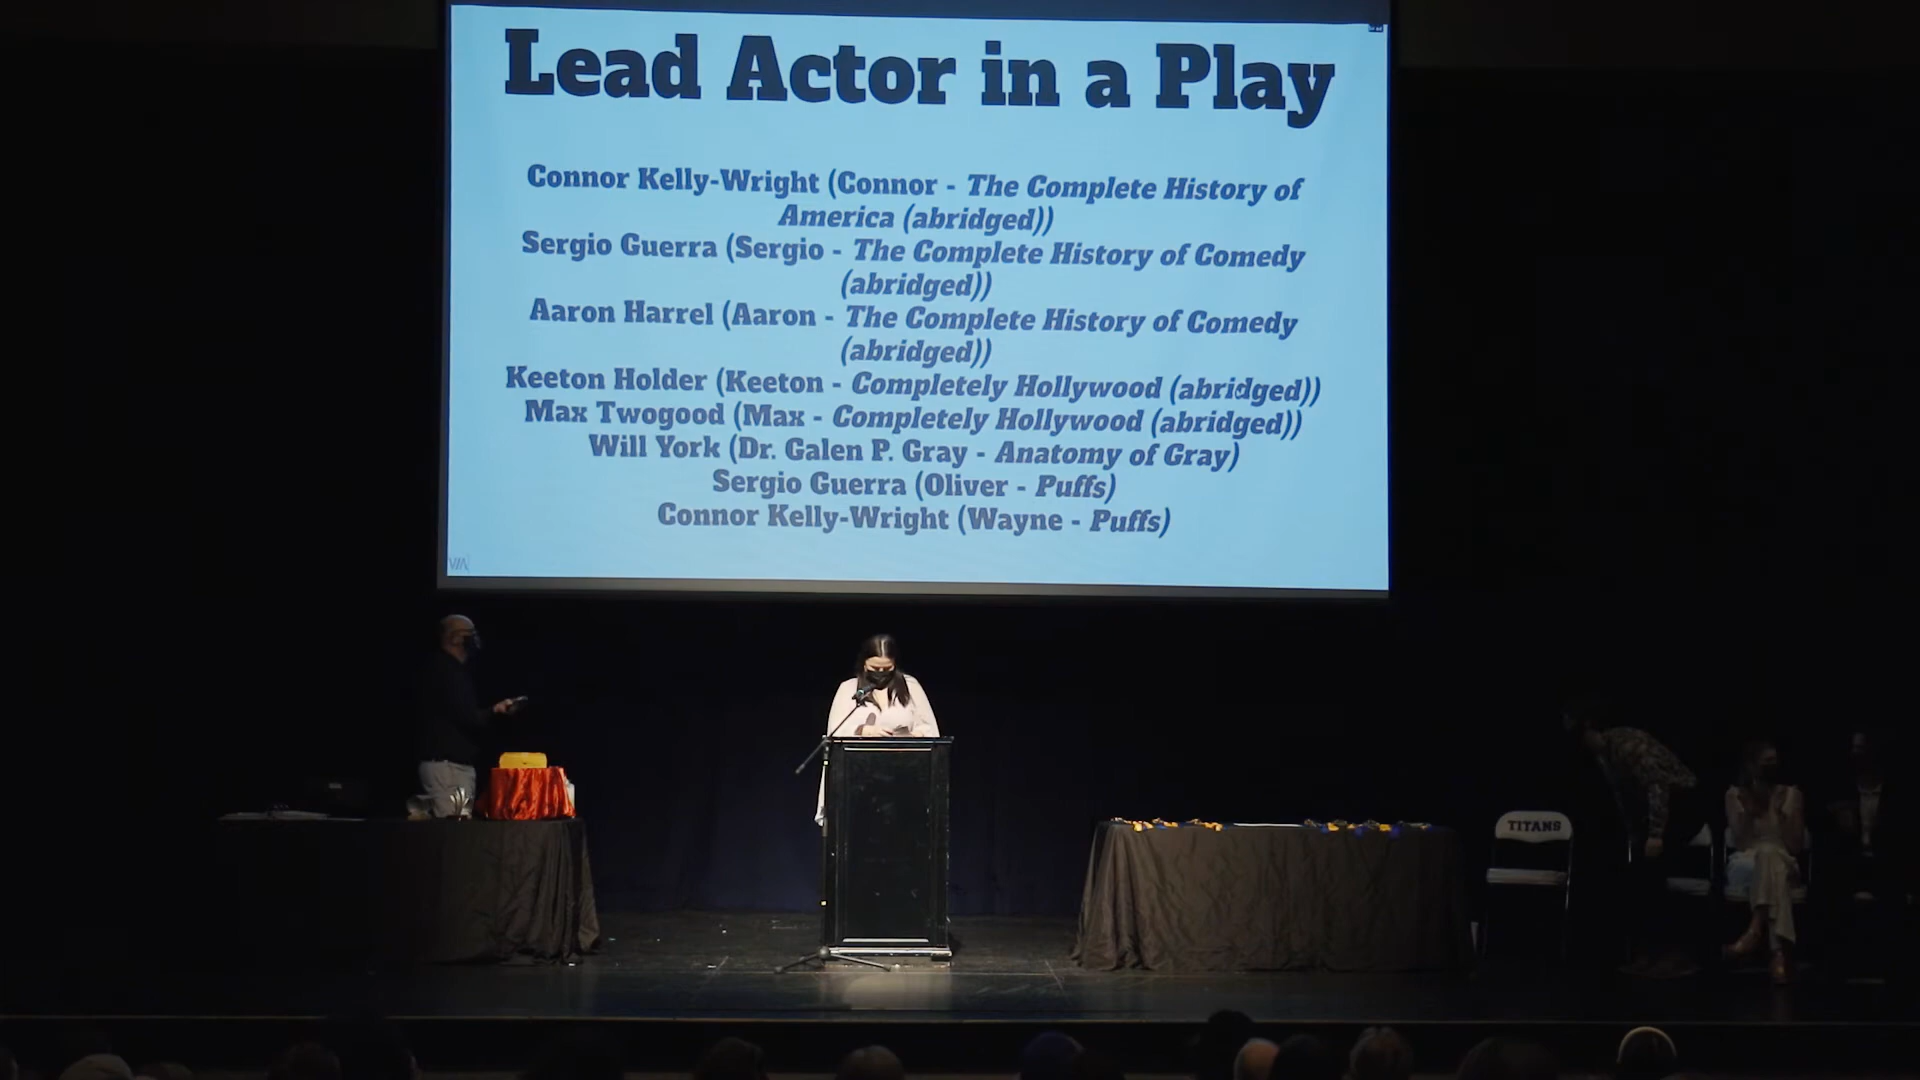 Lead Actor in a Play
Connor Kelly-Wright (Connor - The Complete History of
America (abridged))
Sergio Guerra (Sergio - The Complete History of Comedy
(abridged))
Aaron Harrel (Aaron - The Complete History of Comedy
(abridged))
Keeton Holder (Keeton - Completely Hollywood (abridged))
Max Twogood (Max - Completely Hollywood (abridged))
Will York (Dr. Galen P. Gray - Anatomy of Gray)
Sergio Guerra (Oliver - Puffs)
Connor Kelly-Wright (Wayne - Puffs)
TITANS